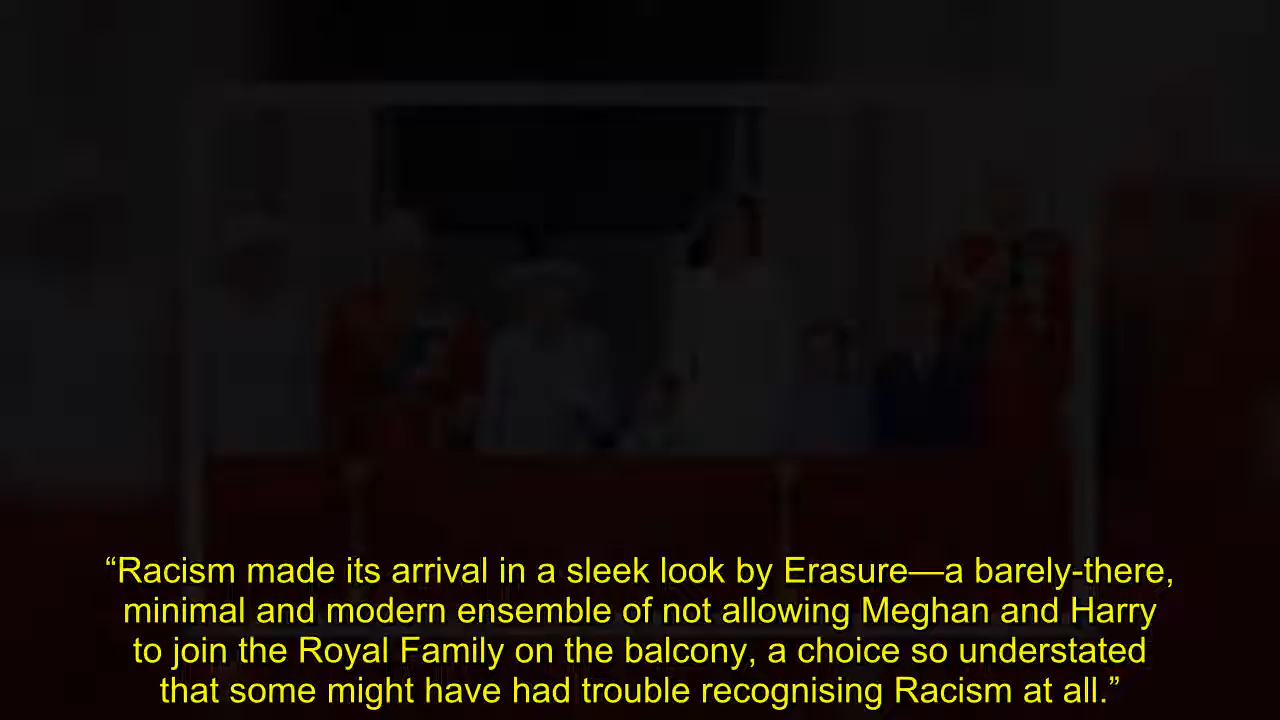 “Racism made its arrival in a sleek look by Erasure—a barely-there,
minimal and modern ensemble of not allowing Meghan and Harry
to join the Royal Family on the balcony, a choice so understated
that some might have had trouble recognising Racism at all.”